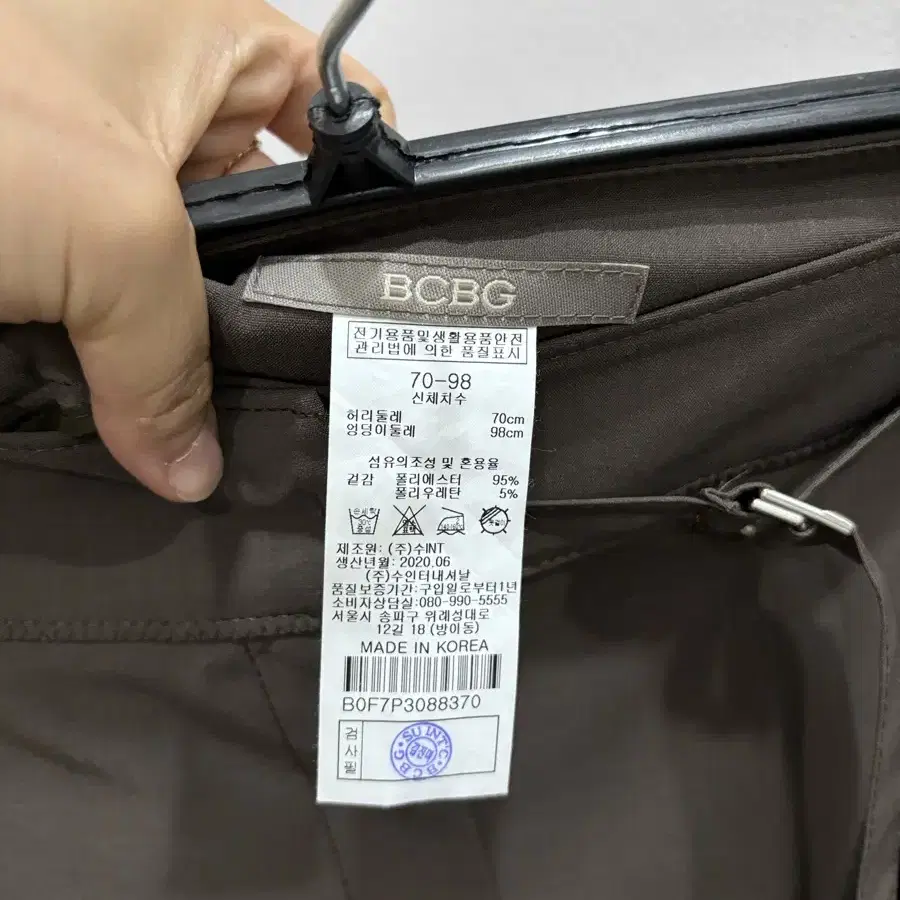 BCBG
전기용품및생활용품안전
관리법에 의한 품질표시
70-98
신체치수
허리둘레 70cm
엉덩이둘레 98cm
섬유의조성 및 혼용율
겉감 폴리에스터 95%
폴리우레탄 5%
제조원: (주)수INT
생산년월: 2020.06
(주)수인터내셔날
품질보증기간:구입일로부터1년
소비자상담실:080-990-5555
서울시 송파구 위례성대로
12길 18 (방이동)
MADE IN KOREA
B0F7P3088370
검사필
SU INT'C
BCBG